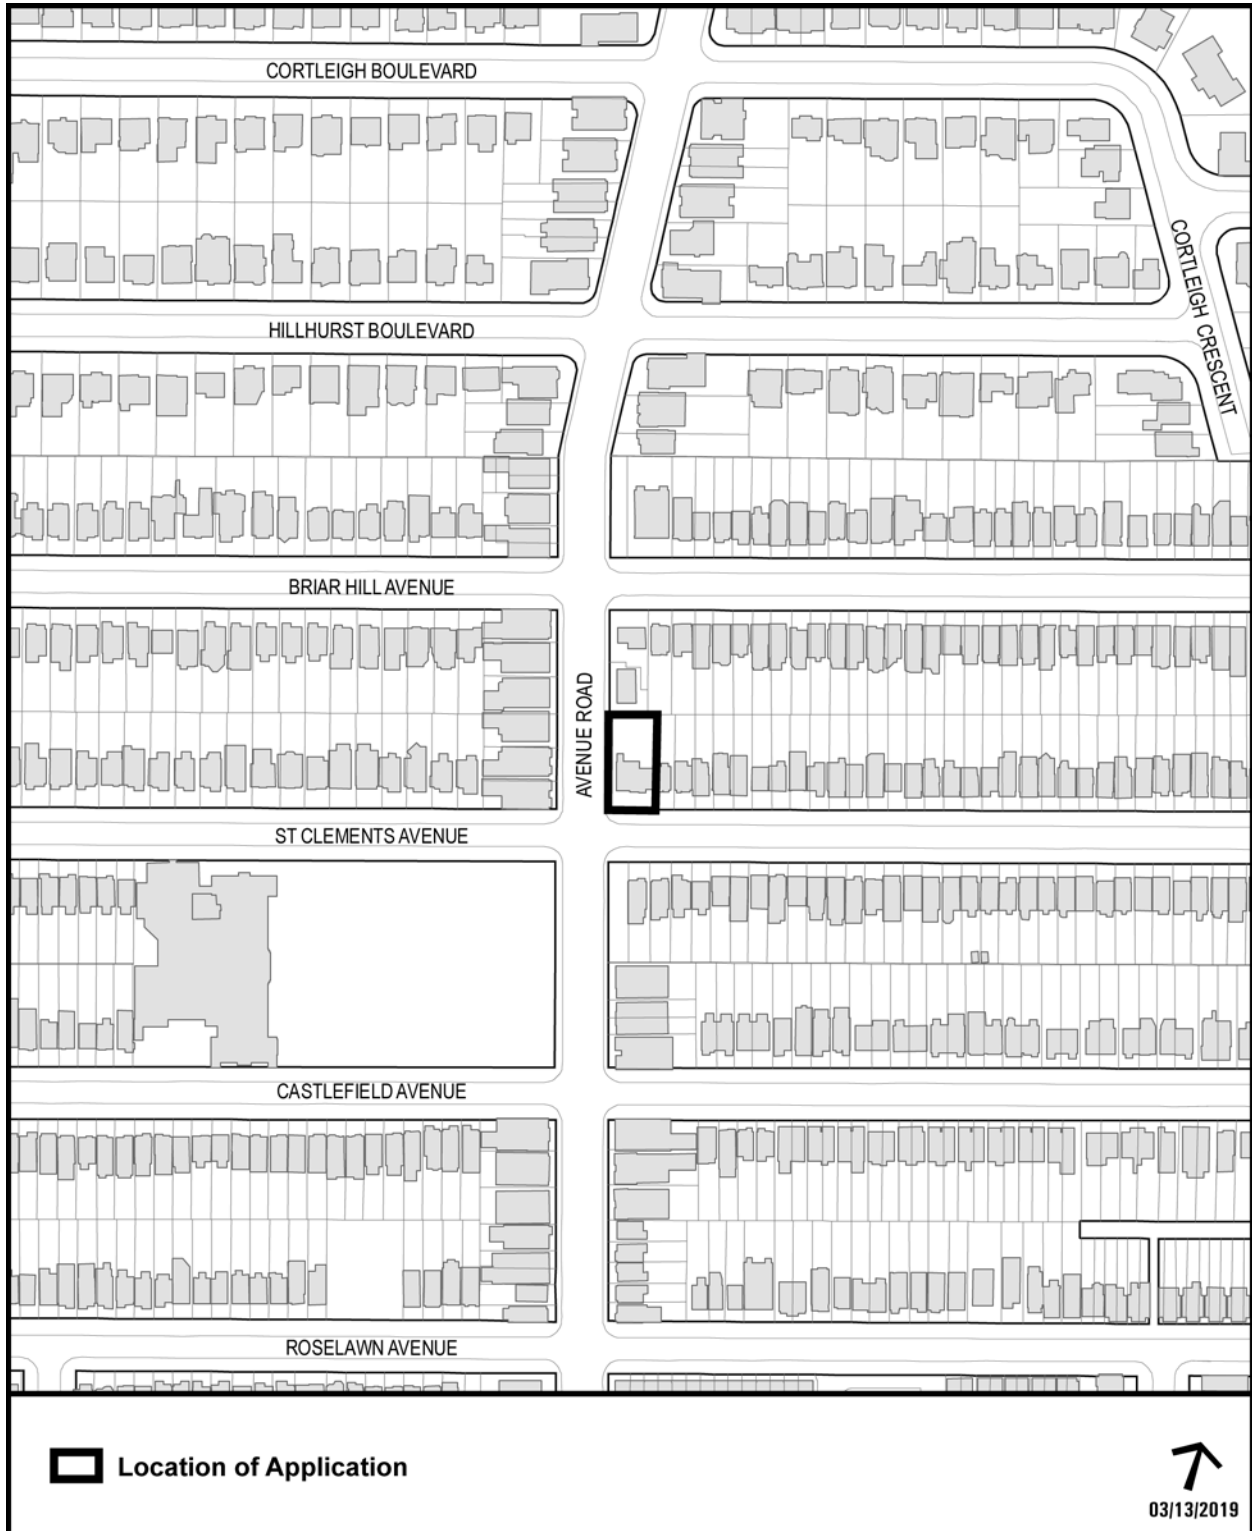 CORTLEIGH BOULEVARD
CORTLEIGH CRESCENT
HILLHURST BOULEVARD
BRIAR HILL AVENUE
AVENUE ROAD
ST CLEMENTS AVENUE
CASTLEFIELD AVENUE
ROSELAWN AVENUE
Location of Application
03/13/2019